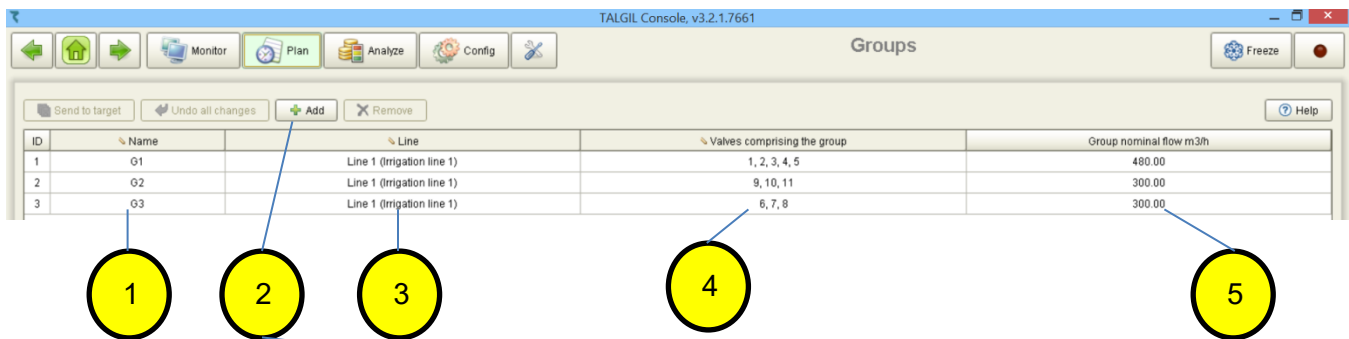 TALGIL Console, v3.2.1.7661
Monitor Plan Analyze Config Groups Freeze
Send to target Undo all changes Add Remove Help
ID Name Line Valves comprising the group Group nominal flow m3/h
1 G1 Line 1 (Irrigation line 1) 1, 2, 3, 4, 5 480.00
2 G2 Line 1 (Irrigation line 1) 9, 10, 11 300.00
3 G3 Line 1 (Irrigation line 1) 6, 7, 8 300.00
1 2 3 4 5